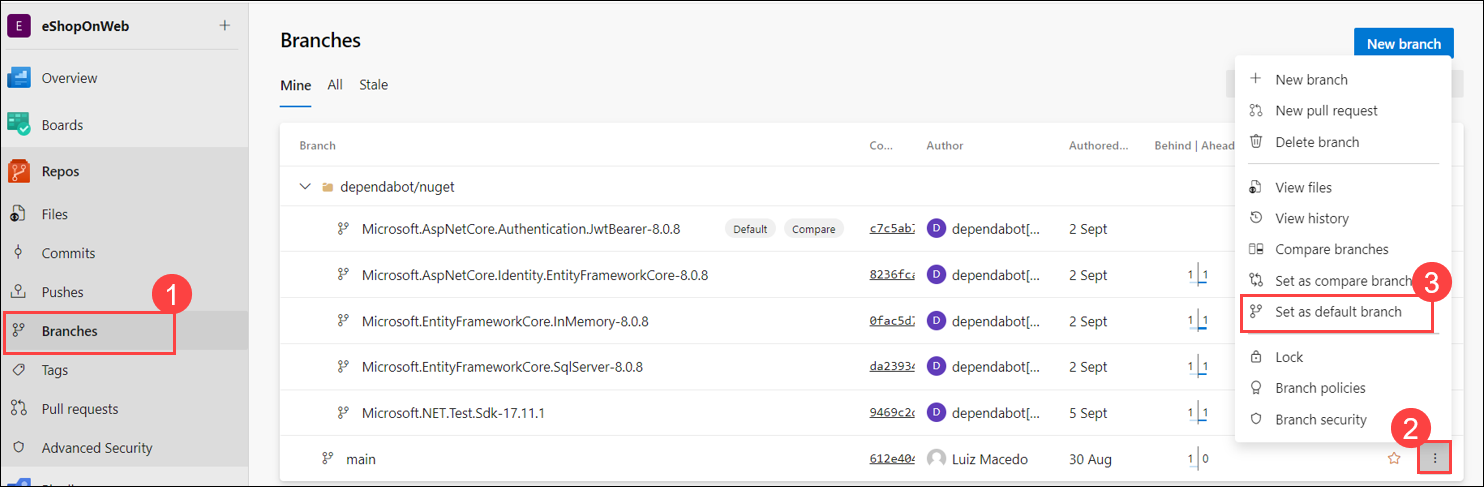 E eShopOnWeb +
Overview
Boards
Repos
Files
Commits
Pushes
1
Branches
Tags
Pull requests
Advanced Security
Branches
New branch
Mine All Stale
Branch Co... Author Authored... Behind | Ahead
dependabot/nuget
Microsoft.AspNetCore.Authentication.JwtBearer-8.0.8 Default Compare c7c5ab7 D dependabot[... 2 Sept
Microsoft.AspNetCore.Identity.EntityFrameworkCore-8.0.8 8236fca D dependabot[... 2 Sept 1 1
Microsoft.EntityFrameworkCore.InMemory-8.0.8 0fac5d7 D dependabot[... 2 Sept 1 1
Microsoft.EntityFrameworkCore.SqlServer-8.0.8 da23934 D dependabot[... 2 Sept 1 1
Microsoft.NET.Test.Sdk-17.11.1 9469c2d D dependabot[... 5 Sept 1 1
main 612e404 Luiz Macedo 30 Aug 1 0
New branch
New pull request
Delete branch
View files
View history
Compare branches
Set as compare branch
3
Set as default branch
Lock
Branch policies
Branch security
2